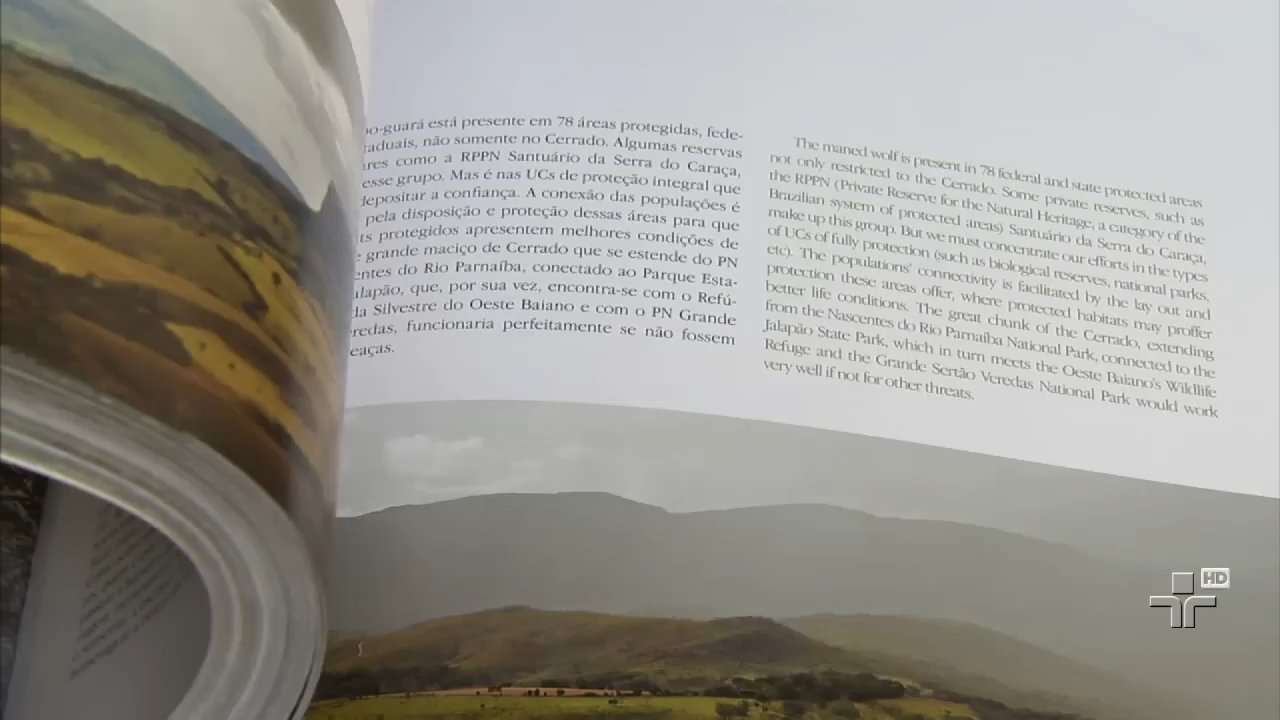 está presente em 78 áreas protegidas, fede-
não somente no Cerrado. Algumas reservas
como a RPPN Santuário da Serra do Caraça,
esse grupo. Mas é nas UCs de proteção integral que
depositar a confiança. A conexão das populações é
pela disposição e proteção dessas áreas para que
protegidos apresentem melhores condições de
grande maciço de Cerrado que se estende do PN
do Rio Parnaíba, conectado ao Parque Esta-
que, por sua vez, encontra-se com o Refú-
Silvestre do Oeste Baiano e com o PN Grande
funcionaria perfeitamente se não fossem
The maned wolf is present in 78 federal and state protected areas
not only restricted to the Cerrado. Some private reserves, such as
the RPPN (Private Reserve for the Natural Heritage, a category of the
Brazilian system of protected areas) Santuário da Serra do Caraça,
make up this group. But we must concentrate our efforts in the types
of UCs of fully protection (such as biological reserves, national parks,
etc). The populations' connectivity is facilitated by the lay out and
protection these areas offer, where protected habitats may proffer
better life conditions. The great chunk of the Cerrado, extending
from the Nascentes do Rio Parnaíba National Park, connected to the
Jalapão State Park, which in turn meets the Oeste Baiano's Wildlife
Refuge and the Grande Sertão Veredas National Park would work
very well if not for other threats.
HD